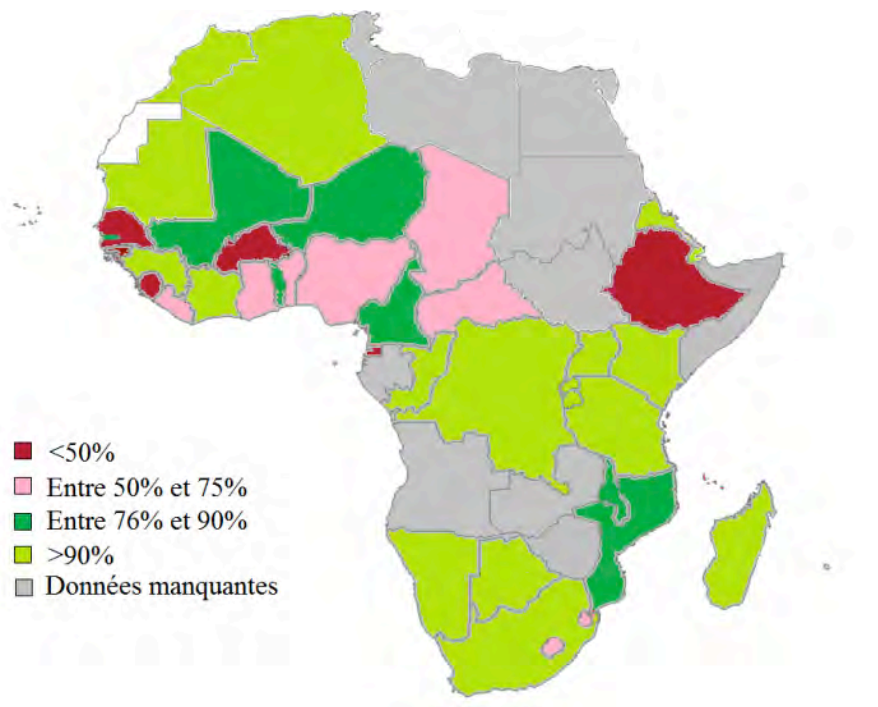 <50%
Entre 50% et 75%
Entre 76% et 90%
>90%
Données manquantes